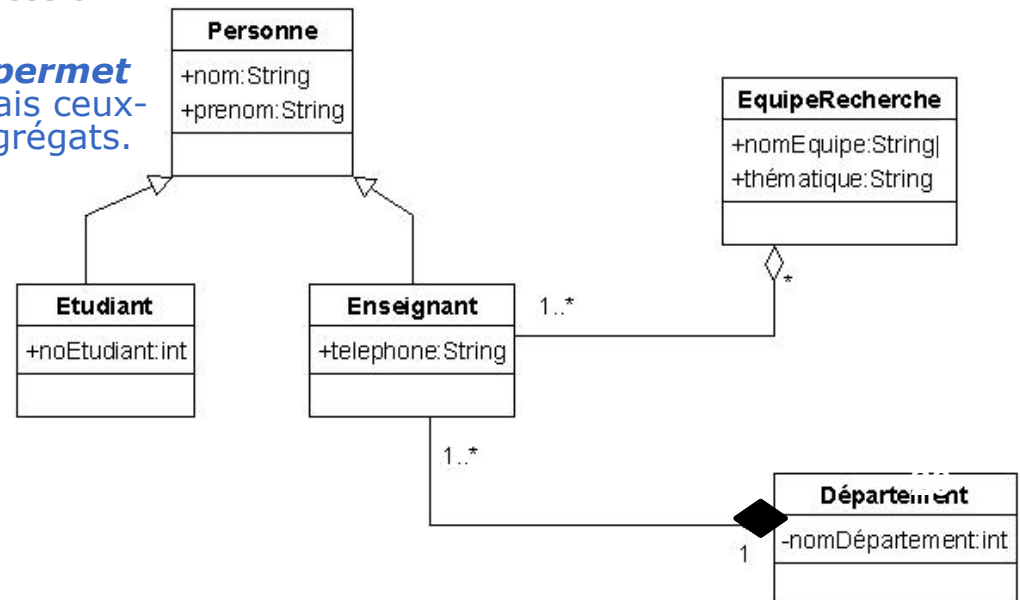 permet
ais ceux-
grégats.
Personne
+nom:String
+prenom:String
EquipeRecherche
+nomEquipe:String|
+thématique:String
Etudiant
+noEtudiant:int
Enseignant
+telephone:String
1..*
*
1..*
Département
-nomDépartement:int
1